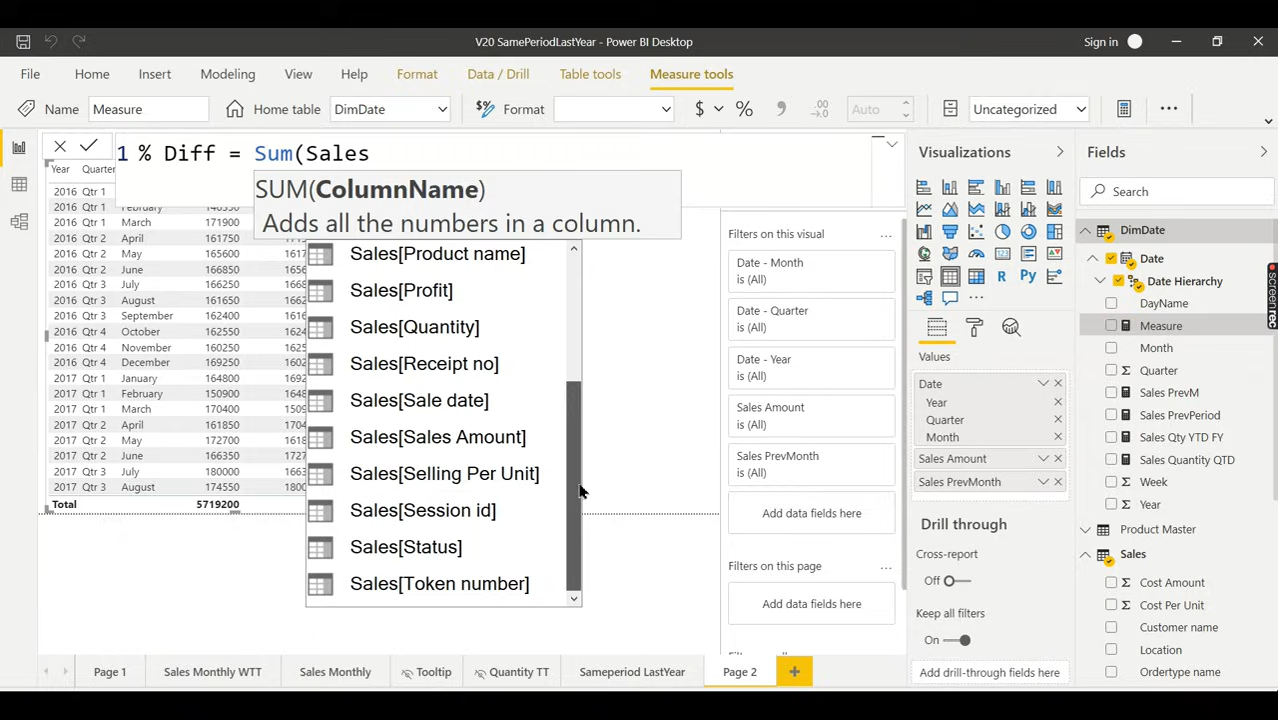 V20 SamePeriodLastYear - Power BI Desktop
Sign in
File Home Insert Modeling View Help Format Data / Drill Table tools Measure tools
Name Measure Home table DimDate Format $ % 9 .00 Auto Uncategorized
1 % Diff = Sum(Sales
SUM(ColumnName)
Adds all the numbers in a column.
Sales[Product name]
Sales[Profit]
Sales[Quantity]
Sales[Receipt no]
Sales[Sale date]
Sales[Sales Amount]
Sales[Selling Per Unit]
Sales[Session id]
Sales[Status]
Sales[Token number]
Year Quarter
2016 Qtr 1
2016 Qtr 1 February
2016 Qtr 1 March 171900
2016 Qtr 2 April 161750
2016 Qtr 2 May 165600
2016 Qtr 2 June 166850
2016 Qtr 3 July 166250
2016 Qtr 3 August 161650
2016 Qtr 3 September 162400
2016 Qtr 4 October 162550
2016 Qtr 4 November 160250
2016 Qtr 4 December 169250
2017 Qtr 1 January 164800
2017 Qtr 1 February 150900
2017 Qtr 1 March 170400
2017 Qtr 2 April 161850
2017 Qtr 2 May 172700
2017 Qtr 2 June 166350
2017 Qtr 3 July 180000
2017 Qtr 3 August 174550
Total 5719200
Filters on this visual ...
Date - Month
is (All)
Date - Quarter
is (All)
Date - Year
is (All)
Sales Amount
is (All)
Sales PrevMonth
is (All)
Add data fields here
Filters on this page ...
Add data fields here
Visualizations
R Py
Values
Date
Year
Quarter
Month
Sales Amount
Sales PrevMonth
Drill through
Cross-report
Off
Keep all filters
On
Add drill-through fields here
Fields
Search
DimDate
Date
Date Hierarchy
DayName
Measure
Month
Σ Quarter
Sales PrevM
Sales PrevPeriod
Sales Qty YTD FY
Sales Quantity QTD
Σ Week
Σ Year
Product Master
Sales
Σ Cost Amount
Σ Cost Per Unit
Customer name
Location
Ordertype name
screenrec
Page 1 Sales Monthly WTT Sales Monthly Tooltip Quantity TT Sameperiod LastYear Page 2 +